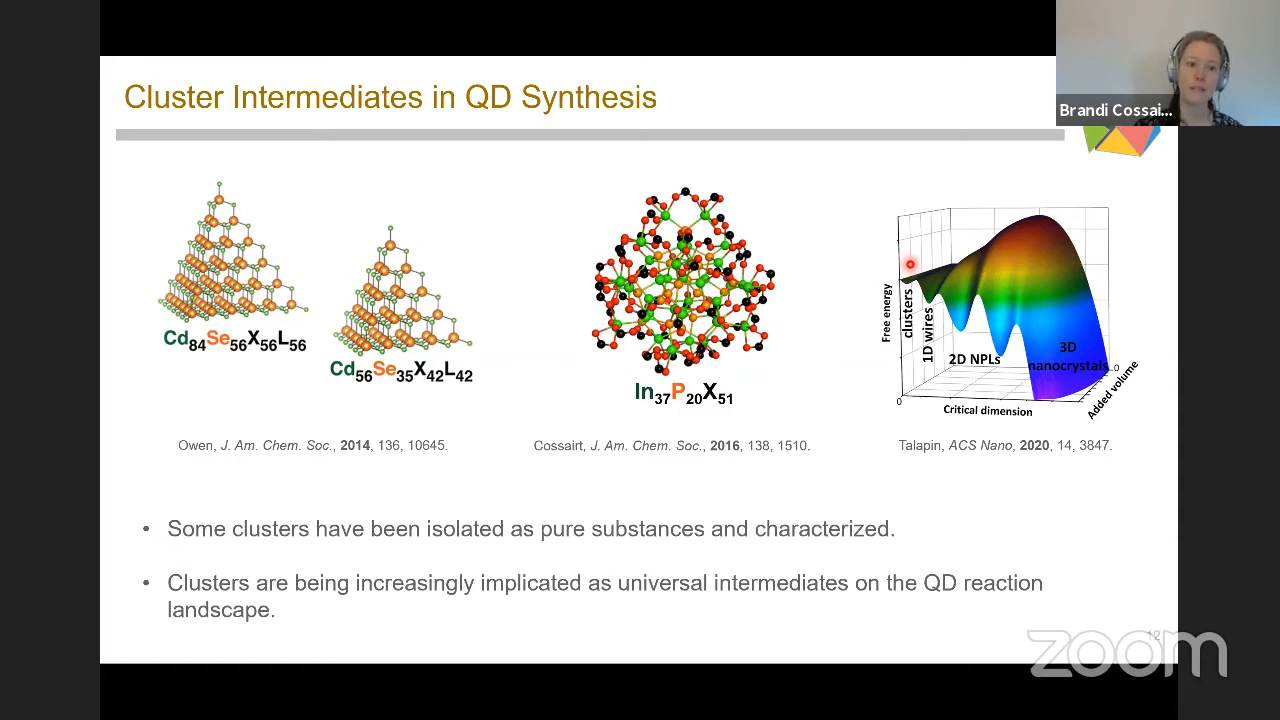 Cluster Intermediates in QD Synthesis
Brandi Cossai...
Cd84Se56X56L56
Cd56Se35X42L42
In37P20X51
Free energy
clusters
1D wires
2D NPLs
3D
nanocrystals
0
0
Critical dimension
Added volume
Owen, J. Am. Chem. Soc., 2014, 136, 10645.
Cossairt, J. Am. Chem. Soc., 2016, 138, 1510.
Talapin, ACS Nano, 2020, 14, 3847.
• Some clusters have been isolated as pure substances and characterized.
• Clusters are being increasingly implicated as universal intermediates on the QD reaction
landscape.
12
zoom